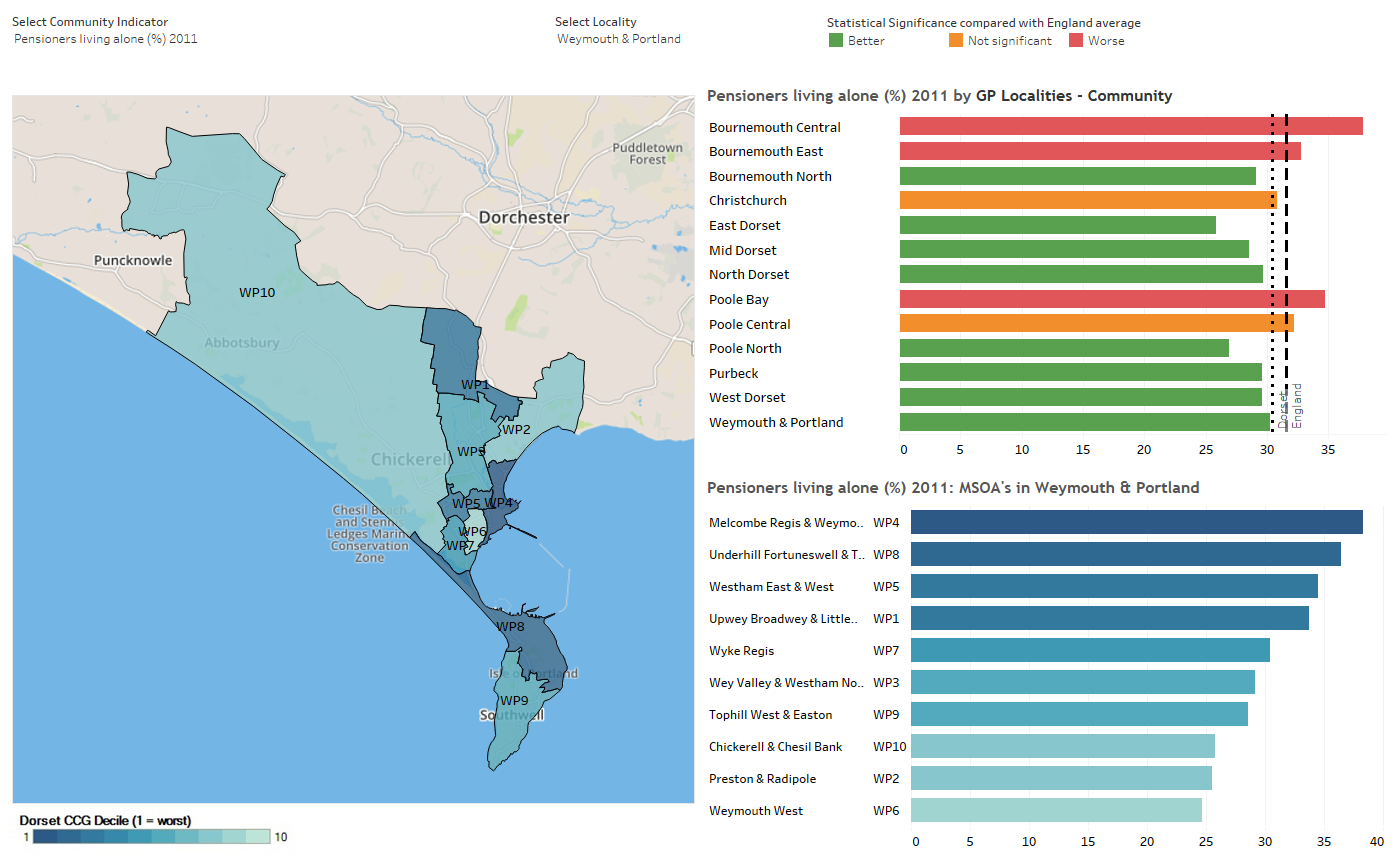 Select Community Indicator
Pensioners living alone (%) 2011
Select Locality
Weymouth & Portland
Statistical Significance compared with England average
Better
Not significant
Worse
Puddletown
Forest
Dorchester
Puncknowle
WP10
Abbotsbury
WP1
WP2
WP3
Chickerel
WP5
WP4
Chesil Beach
and Stennis
Ledges Marine
Conservation
Zone
WP6
WP7
WP8
Isle of Portland
WP9
Southwell
Dorset CCG Decile (1 = worst)
1
10
Pensioners living alone (%) 2011 by GP Localities - Community
Bournemouth Central
Bournemouth East
Bournemouth North
Christchurch
East Dorset
Mid Dorset
North Dorset
Poole Bay
Poole Central
Poole North
Purbeck
West Dorset
Weymouth & Portland
Dorset
England
0 5 10 15 20 25 30 35
Pensioners living alone (%) 2011: MSOA's in Weymouth & Portland
Melcombe Regis & Weymo.. WP4
Underhill Fortuneswell & T.. WP8
Westham East & West WP5
Upwey Broadwey & Little.. WP1
Wyke Regis WP7
Wey Valley & Westham No.. WP3
Tophill West & Easton WP9
Chickerell & Chesil Bank WP10
Preston & Radipole WP2
Weymouth West WP6
0 5 10 15 20 25 30 35 40